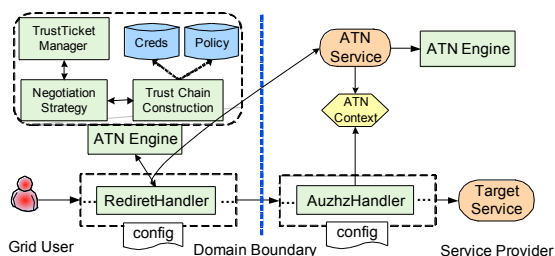 TrustTicket
Manager
Creds
Policy
Negotiation
Strategy
Trust Chain
Construction
ATN Engine
ATN
Service
ATN Engine
ATN
Context
RediretHandler
config
AuzhzHandler
config
Target
Service
Grid User
Domain Boundary
Service Provider